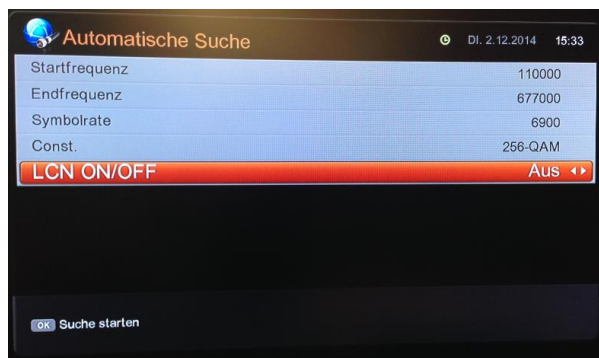 Automatische Suche DI. 2.12.2014 15:33
Startfrequenz 110000
Endfrequenz 677000
Symbolrate 6900
Const. 256-QAM
LCN ON/OFF Aus
OK Suche starten